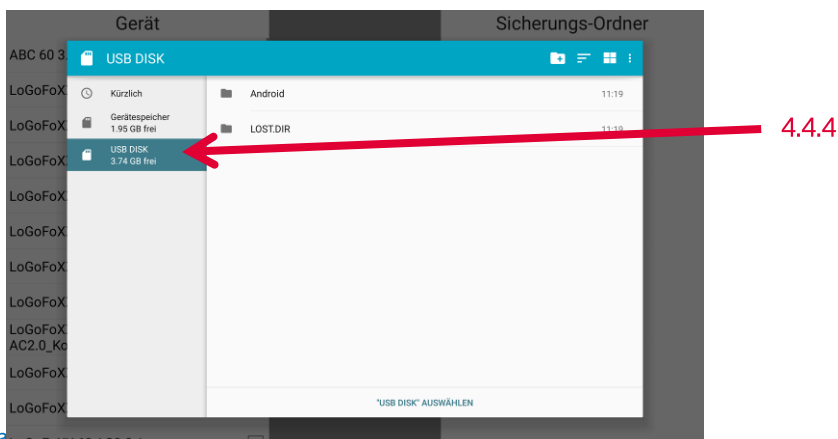 Gerät
Sicherungs-Ordner
ABC 60 3.
USB DISK
LoGoFoX
Kürzlich
Android
11:19
LoGoFoX
Gerätespeicher
1.95 GB frei
LOST.DIR
11:19
4.4.4
LoGoFoX
USB DISK
3.74 GB frei
LoGoFoX
LoGoFoX
LoGoFoX
LoGoFoX
LoGoFoX
AC2.0_Ko
LoGoFoX
LoGoFoX
"USB DISK" AUSWÄHLEN